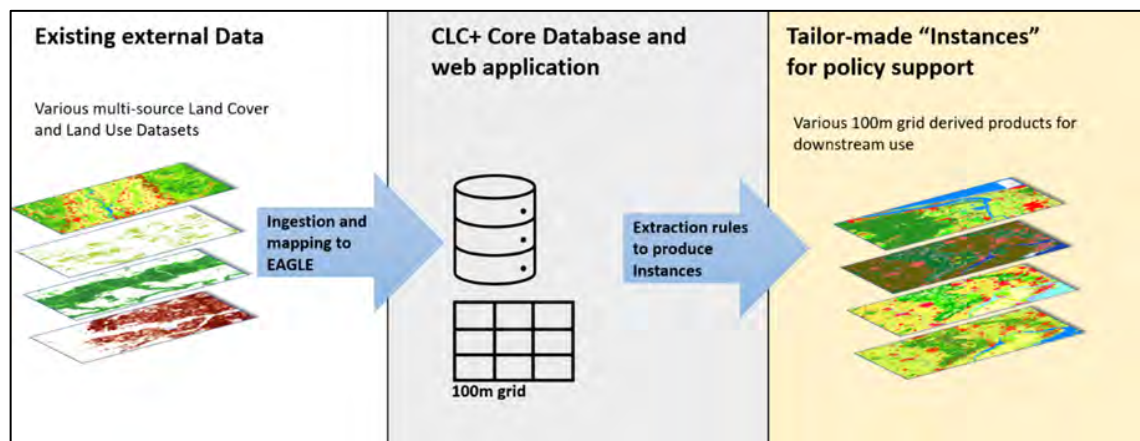 Existing external Data
Various multi-source Land Cover
and Land Use Datasets
Ingestion and
mapping to
EAGLE
CLC+ Core Database and
web application
100m grid
Extraction rules
to produce
Instances
Tailor-made “Instances”
for policy support
Various 100m grid derived products for
downstream use